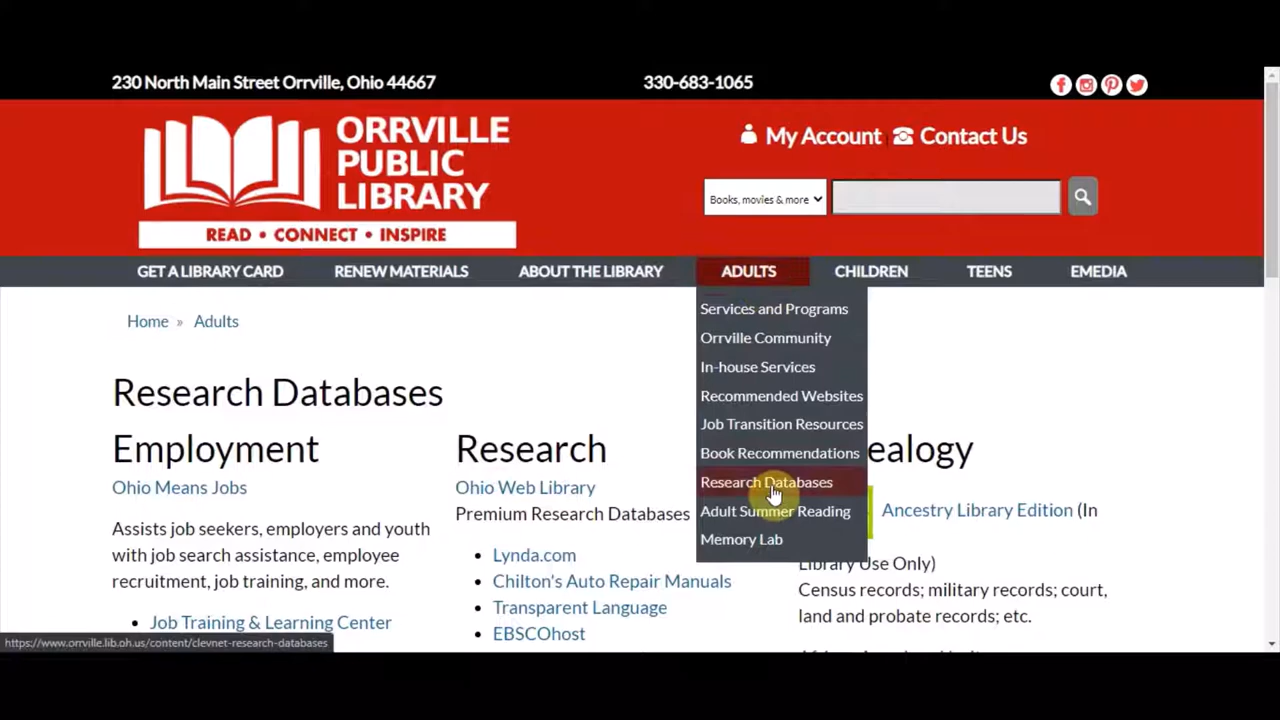 230 North Main Street Orrville, Ohio 44667
330-683-1065
ORRVILLE
PUBLIC
LIBRARY
READ • CONNECT • INSPIRE
My Account
Contact Us
Books, movies & more
GET A LIBRARY CARD
RENEW MATERIALS
ABOUT THE LIBRARY
ADULTS
CHILDREN
TEENS
EMEDIA
Services and Programs
Orrville Community
In-house Services
Recommended Websites
Job Transition Resources
Book Recommendations
Research Databases
Adult Summer Reading
Memory Lab
Home » Adults
Research Databases
Employment
Ohio Means Jobs
Assists job seekers, employers and youth
with job search assistance, employee
recruitment, job training, and more.
• Job Training & Learning Center
Research
Ohio Web Library
Premium Research Databases
• Lynda.com
• Chilton's Auto Repair Manuals
• Transparent Language
• EBSCOhost
ealogy
Ancestry Library Edition (In
Library Use Only)
Census records; military records; court,
land and probate records; etc.
https://www.orrville.lib.oh.us/content/clevnet-research-databases